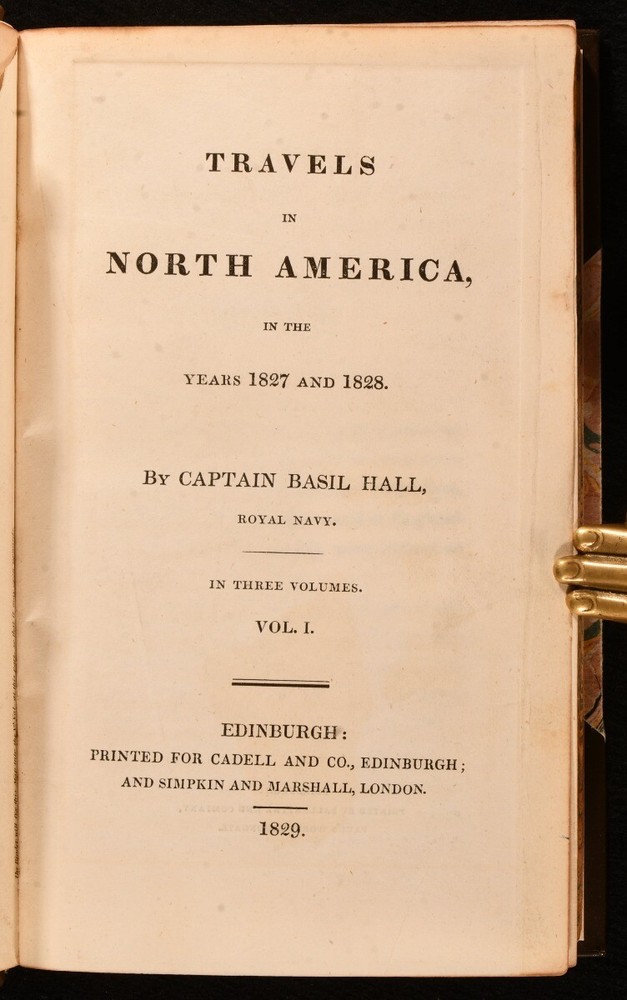 TRAVELS
IN
NORTH AMERICA,
IN THE
YEARS 1827 AND 1828.
BY CAPTAIN BASIL HALL,
ROYAL NAVY.
IN THREE VOLUMES.
VOL. I.
EDINBURGH:
PRINTED FOR CADELL AND CO., EDINBURGH;
AND SIMPKIN AND MARSHALL, LONDON.
1829.